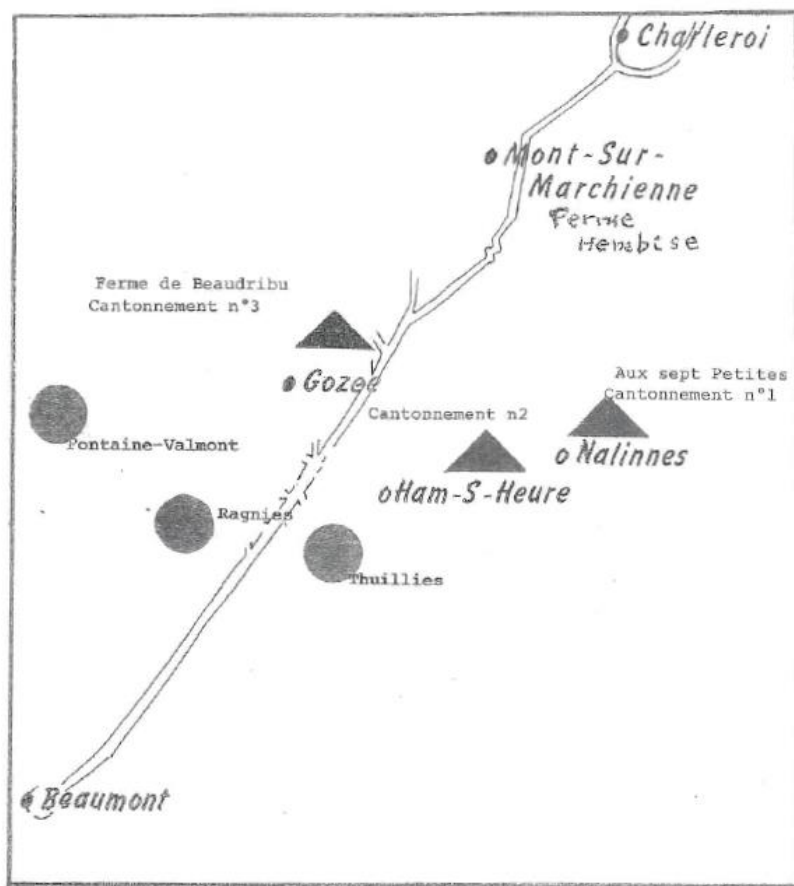 Charleroi
Mont-Sur-
Marchienne
Ferme
Hembise
Ferme de Beaudribu
Cantonnement n°3
Gozee
Aux sept Petites
Cantonnement n°1
Cantonnement n2
Nalinnes
Pontaine-Valmont
Ham-S-Heure
Ragnies
Thuillies
Beaumont